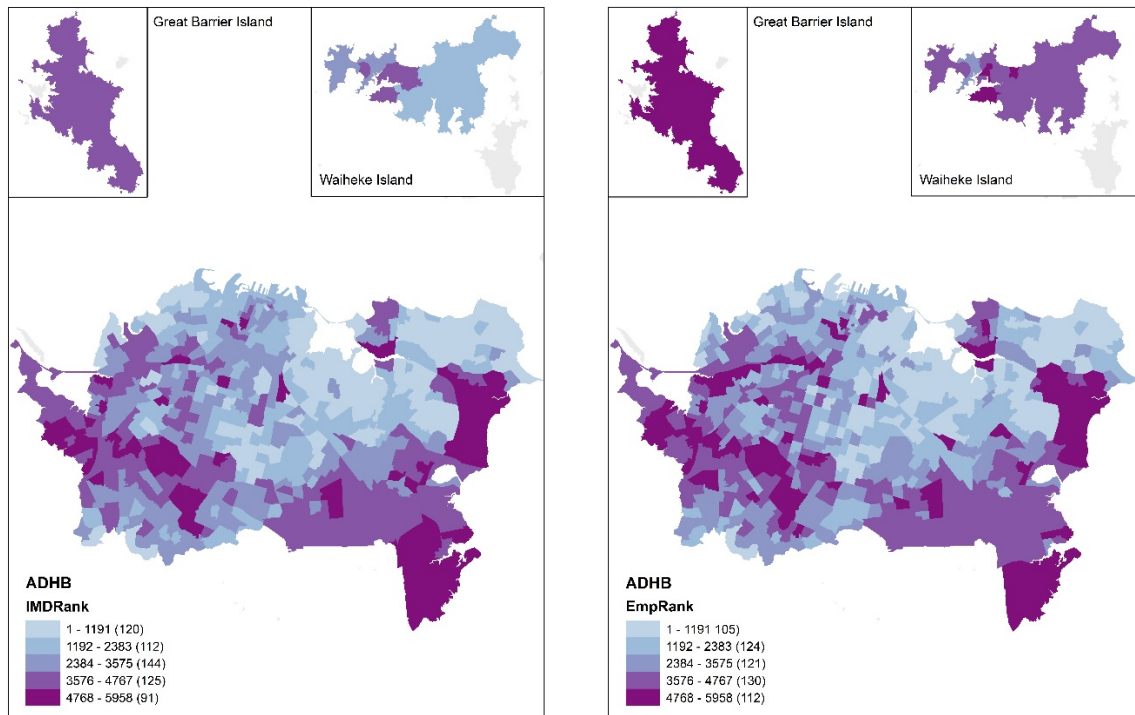 Great Barrier Island
Waiheke Island
ADHB
IMDRank
1 - 1191 (120)
1192 - 2383 (112)
2384 - 3575 (144)
3576 - 4767 (125)
4768 - 5958 (91)
Great Barrier Island
Waiheke Island
ADHB
EmpRank
1 - 1191 105)
1192 - 2383 (124)
2384 - 3575 (121)
3576 - 4767 (130)
4768 - 5958 (112)